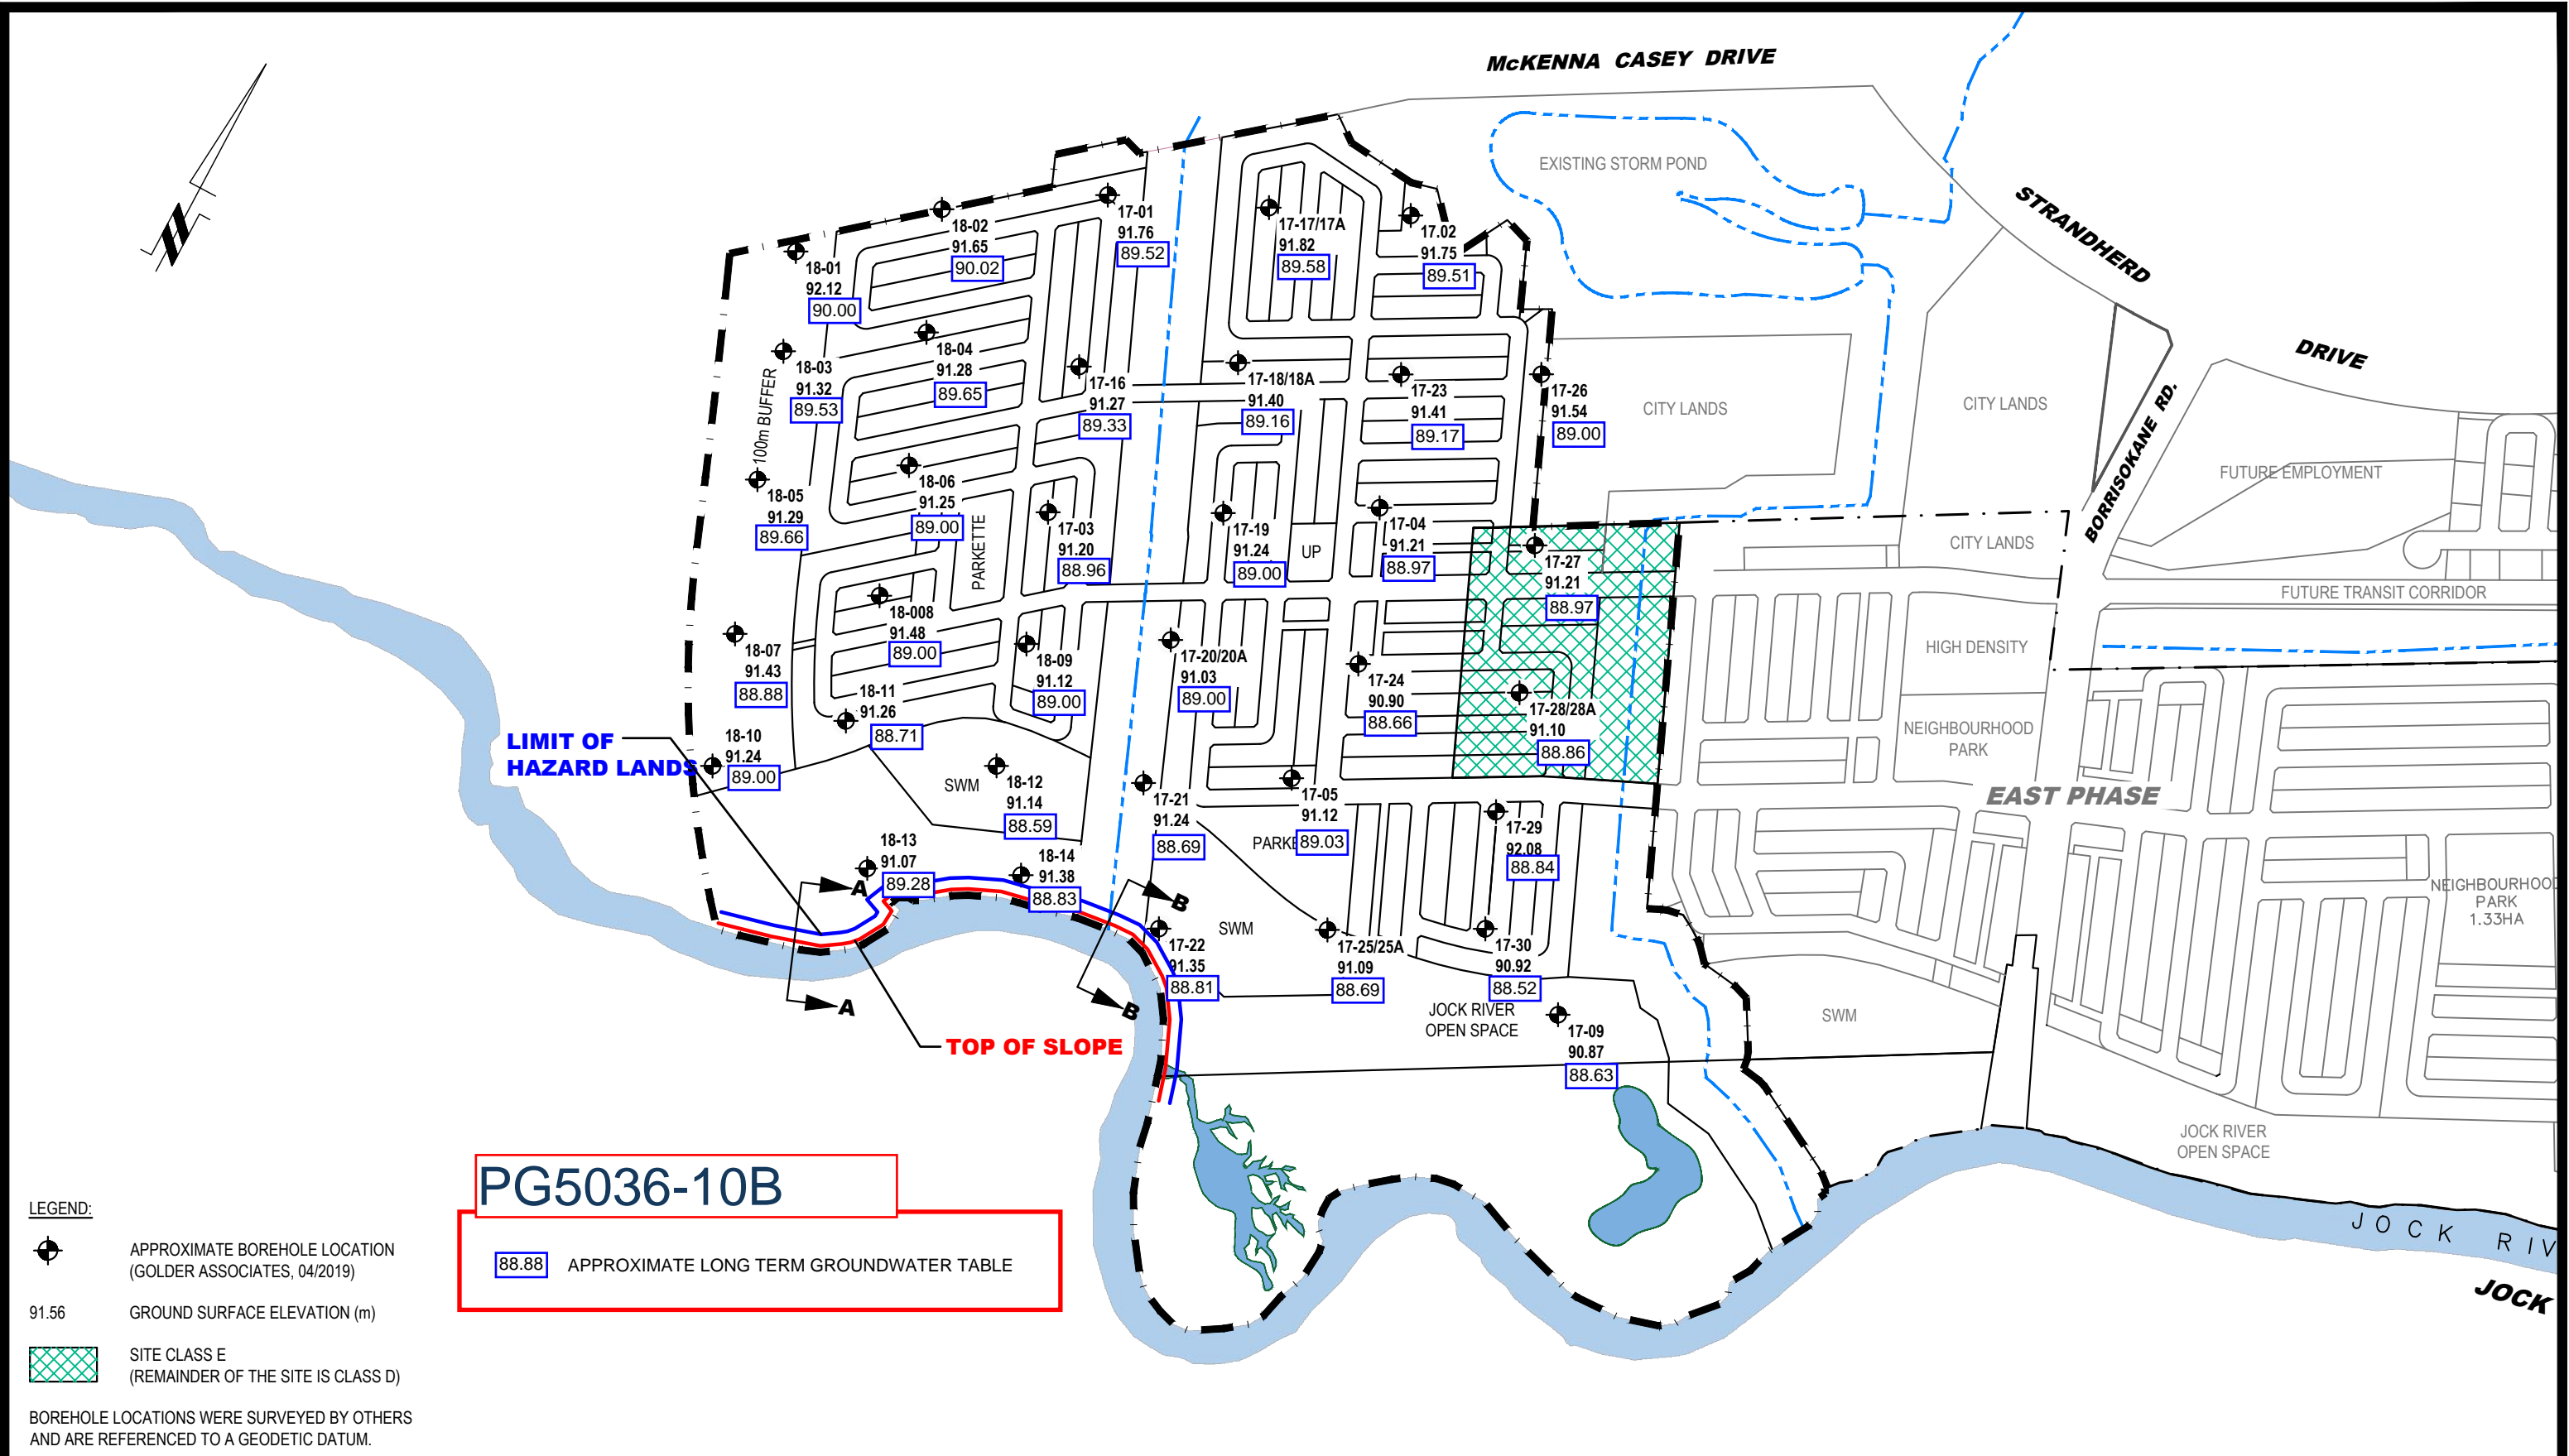 McKENNA CASEY DRIVE
EXISTING STORM POND
STRANDHERD
DRIVE
BORRISOKANE RD.
18-01
92.12
90.00
18-02
91.65
90.02
17-01
91.76
89.52
17-17/17A
91.82
89.58
17.02
91.75
89.51
100m BUFFER
18-03
91.32
89.53
18-04
91.28
89.65
17-16
91.27
89.33
17-18/18A
91.40
89.16
17-23
91.41
89.17
17-26
91.54
89.00
CITY LANDS
CITY LANDS
FUTURE EMPLOYMENT
18-05
91.29
89.66
18-06
91.25
89.00
PARKETTE
17-03
91.20
88.96
17-19
91.24
89.00
UP
17-04
91.21
88.97
17-27
91.21
88.97
CITY LANDS
FUTURE TRANSIT CORRIDOR
HIGH DENSITY
18-07
91.43
88.88
18-008
91.48
89.00
18-09
91.12
89.00
17-20/20A
91.03
89.00
17-24
90.90
88.66
17-28/28A
91.10
88.86
NEIGHBOURHOOD
PARK
EAST PHASE
18-11
91.26
88.71
LIMIT OF
HAZARD LANDS
18-10
91.24
89.00
SWM
18-12
91.14
88.59
17-21
91.24
88.69
17-05
91.12
PARKE
89.03
17-29
92.08
88.84
NEIGHBOURHOOD
PARK
1.33HA
18-13
91.07
89.28
18-14
91.38
88.83
A
A
B
B
17-22
91.35
88.81
SWM
17-25/25A
91.09
88.69
17-30
90.92
88.52
JOCK RIVER
OPEN SPACE
17-09
90.87
88.63
SWM
TOP OF SLOPE
JOCK RIVER
OPEN SPACE
JOCK RIV
JOCK
PG5036-10B
88.88 APPROXIMATE LONG TERM GROUNDWATER TABLE
LEGEND:
APPROXIMATE BOREHOLE LOCATION
(GOLDER ASSOCIATES, 04/2019)
91.56 GROUND SURFACE ELEVATION (m)
SITE CLASS E
(REMAINDER OF THE SITE IS CLASS D)
BOREHOLE LOCATIONS WERE SURVEYED BY OTHERS
AND ARE REFERENCED TO A GEODETIC DATUM.